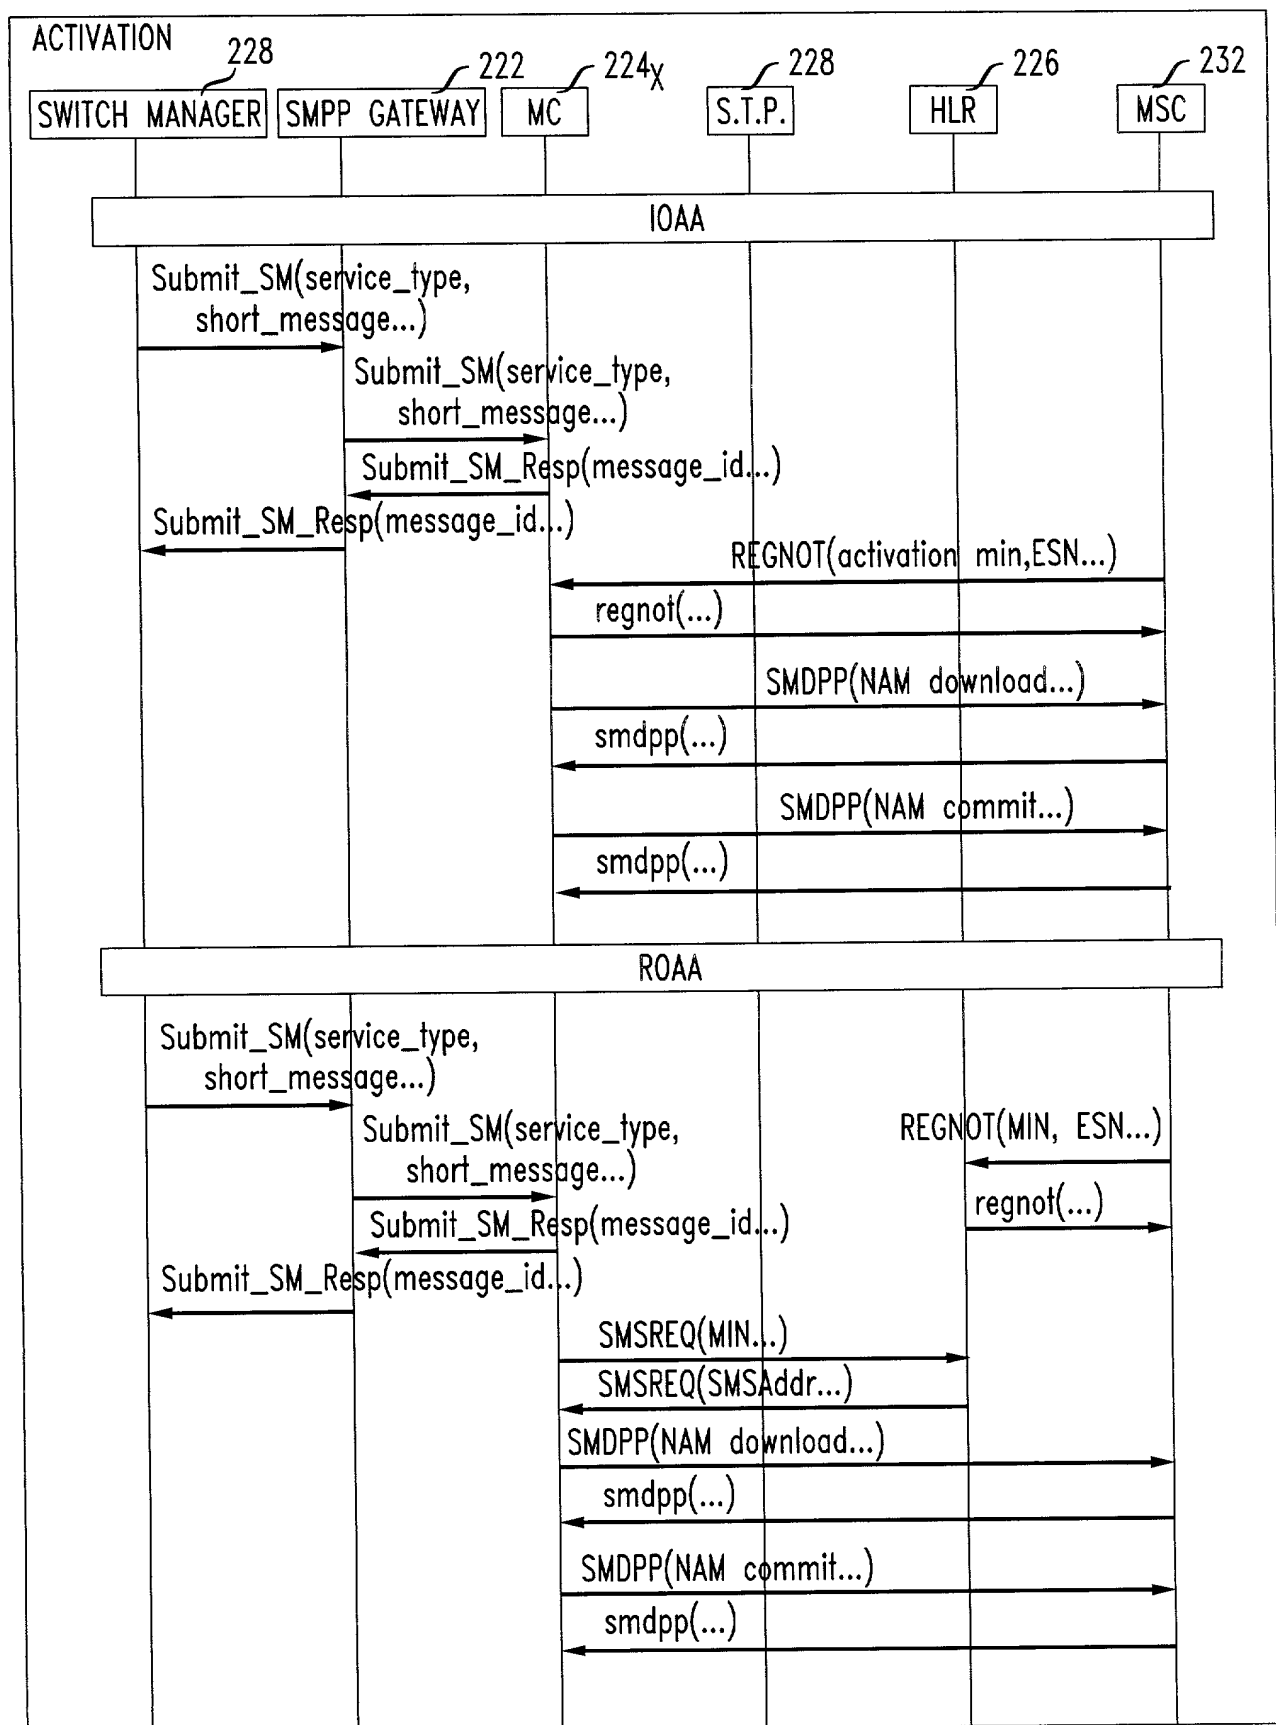 ACTIVATION
228
222
224X
228
226
232
SWITCH MANAGER
SMPP GATEWAY
MC
S.T.P.
HLR
MSC
IOAA
Submit_SM(service_type,
short_message...)
Submit_SM(service_type,
short_message...)
Submit_SM_Resp(message_id...)
Submit_SM_Resp(message_id...)
REGNOT(activation min,ESN...)
regnot(...)
SMDPP(NAM download...)
smdpp(...)
SMDPP(NAM commit...)
smdpp(...)
ROAA
Submit_SM(service_type,
short_message...)
Submit_SM(service_type,
short_message...)
REGNOT(MIN, ESN...)
regnot(...)
Submit_SM_Resp(message_id...)
Submit_SM_Resp(message_id...)
SMSREQ(MIN...)
SMSREQ(SMSAddr...)
SMDPP(NAM download...)
smdpp(...)
SMDPP(NAM commit...)
smdpp(...)